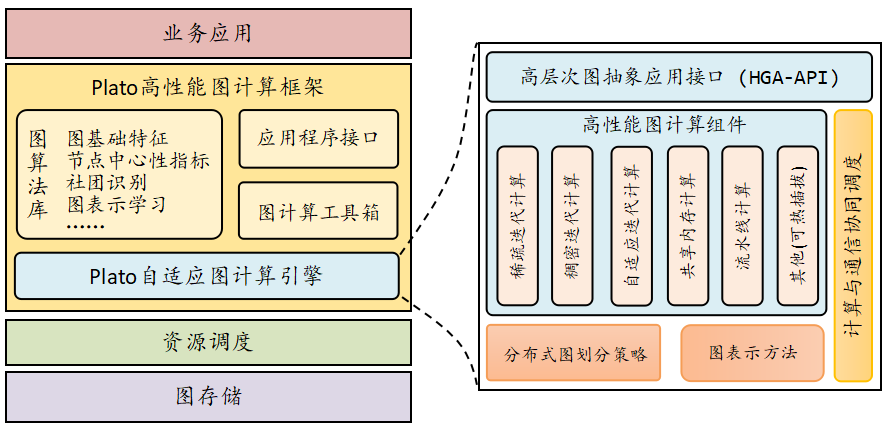 业务应用
Plato高性能图计算框架
图算法库
图基础特征
节点中心性指标
社团识别
图表示学习
……
应用程序接口
图计算工具箱
Plato自适应图计算引擎
资源调度
图存储
高层次图抽象应用接口 (HGA-API)
高性能图计算组件
稀疏迭代计算
稠密迭代计算
自适应迭代计算
共享内存计算
流水线计算
其他(可热插拔)
分布式图划分策略
图表示方法
计算与通信协同调度